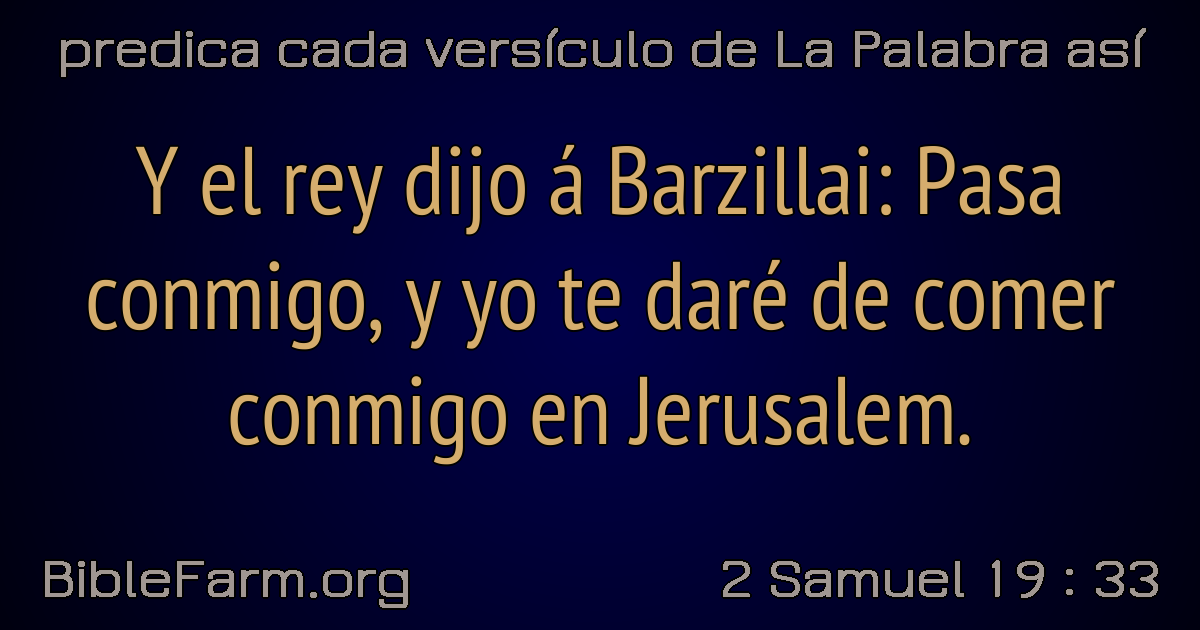 predica cada versículo de La Palabra así
Y el rey dijo á Barzillai: Pasa
conmigo, y yo te daré de comer
conmigo en Jerusalem.
BibleFarm.org
2 Samuel 19 : 33